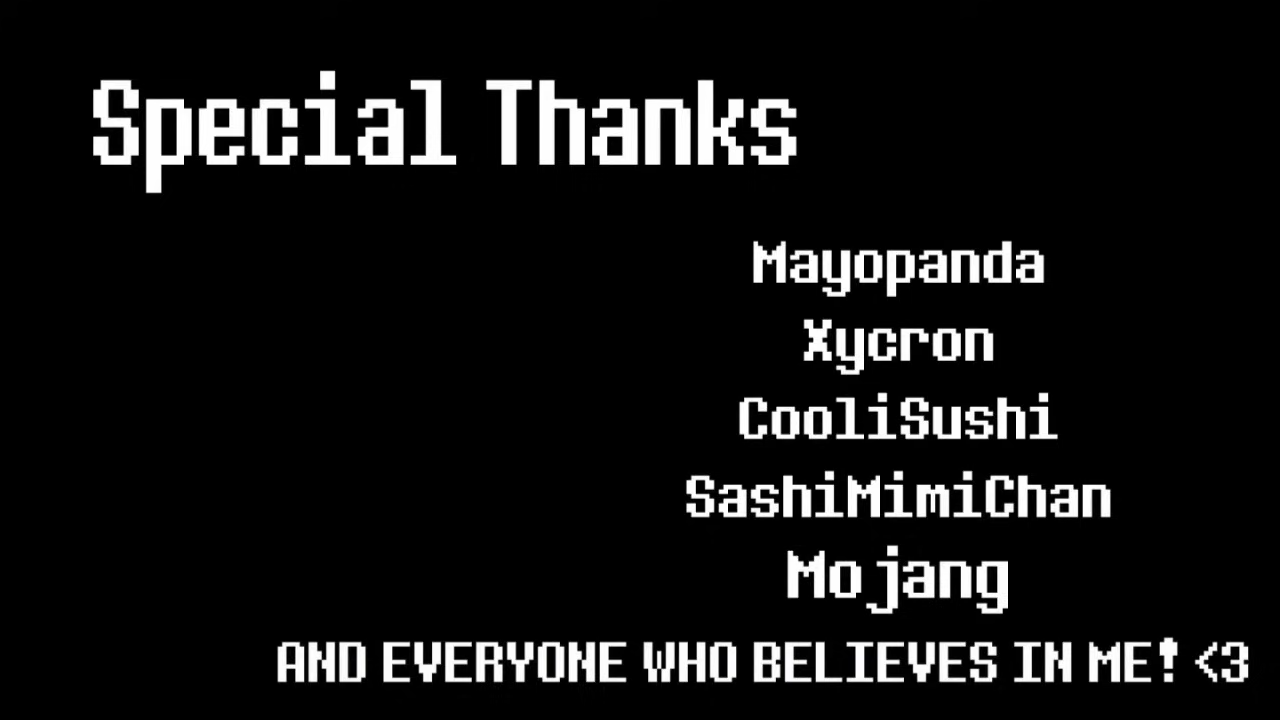 Special Thanks
Mayopanda
Xycron
CooliSushi
SashiMimiChan
Mojang
AND EVERYONE WHO BELIEVES IN ME! <3